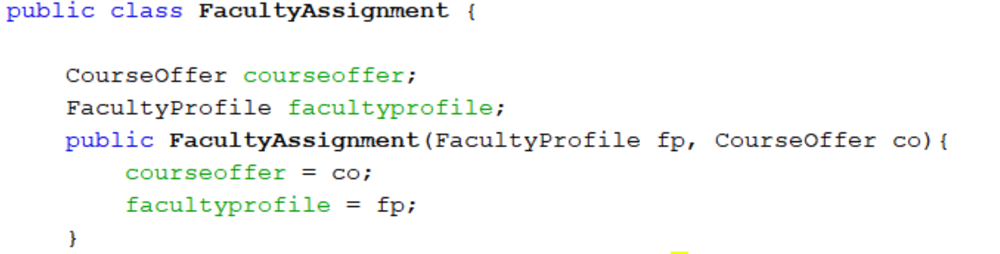 public class FacultyAssignment {
CourseOffer courseoffer;
FacultyProfile facultyprofile;
public FacultyAssignment(FacultyProfile fp, CourseOffer co){
courseoffer = co;
facultyprofile = fp;
}